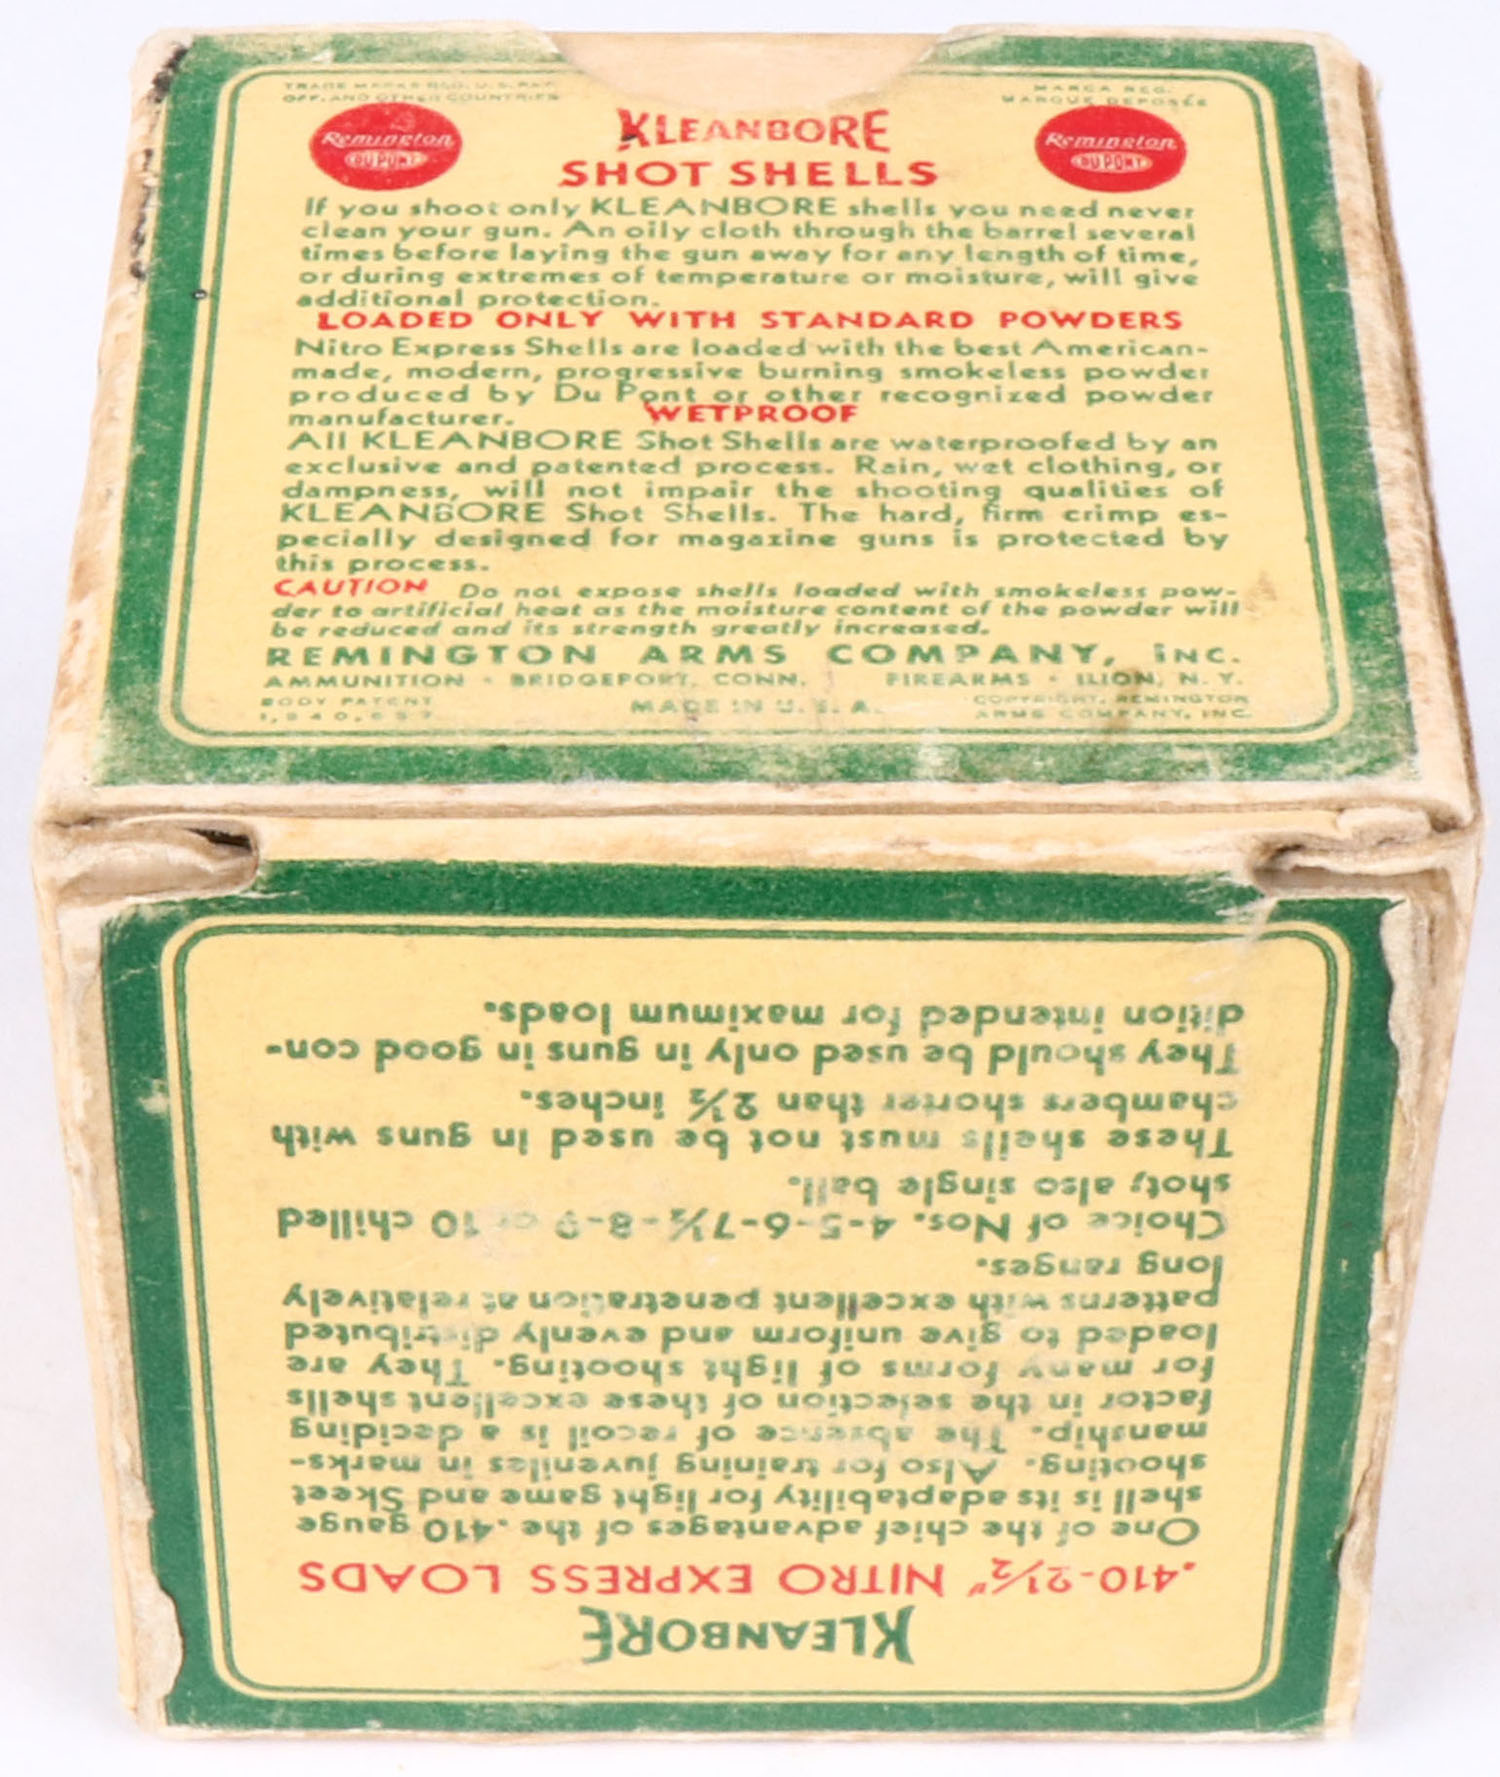 TRADE MARKS REG. U.S. PAT.
OFF. AND OTHER COUNTRIES
MARCA REG.
MARQUE DEPOSÉE
Remington
DU PONT
KLEANBORE
Remington
DU PONT
SHOT SHELLS
If you shoot only KLEANBORE shells you need never
clean your gun. An oily cloth through the barrel several
times before laying the gun away for any length of time,
or during extremes of temperature or moisture, will give
additional protection.
LOADED ONLY WITH STANDARD POWDERS
Nitro Express Shells are loaded with the best American-
made, modern, progressive burning smokeless powder
produced by Du Pont or other recognized powder
manufacturer.
WETPROOF
All KLEANBORE Shot Shells are waterproofed by an
exclusive and patented process. Rain, wet clothing, or
dampness, will not impair the shooting qualities of
KLEANBORE Shot Shells. The hard, firm crimp es-
pecially designed for magazine guns is protected by
this process.
CAUTION Do not expose shells loaded with smokeless pow-
der to artificial heat as the moisture content of the powder will
be reduced and its strength greatly increased.
REMINGTON ARMS COMPANY, INC.
AMMUNITION · BRIDGEPORT, CONN. FIREARMS · ILION, N. Y.
BODY PATENT
MADE IN U.S.A.
COPYRIGHT, REMINGTON
ARMS COMPANY, INC.
KLEANBORE
.410-2½" NITRO EXPRESS LOADS
One of the chief advantages of the .410 gauge
shell is its adaptability for light game and Skeet
shooting. Also for training juveniles in marks-
manship. The absence of recoil is a deciding
factor in the selection of these excellent shells
for many forms of light shooting. They are
loaded to give uniform and evenly distributed
patterns with excellent penetration at relatively
long ranges.
Choice of Nos. 4-5-6-7½-8-9 or 10 chilled
shot; also single ball.
These shells must not be used in guns with
chambers shorter than 2½ inches.
They should be used only in guns in good con-
dition intended for maximum loads.